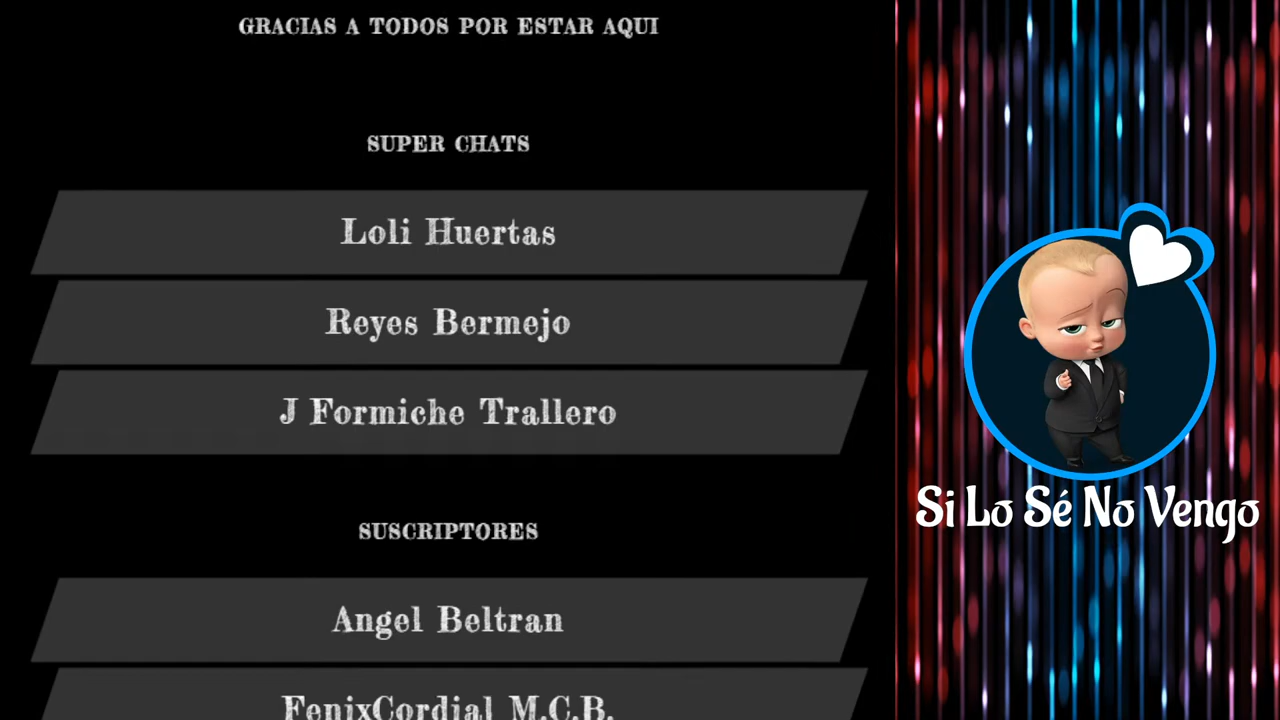 GRACIAS A TODOS POR ESTAR AQUI
SUPER CHATS
Loli Huertas
Reyes Bermejo
J Formiche Trallero
SUSCRIPTORES
Angel Beltran
FenixCordial M.C.B.
Si Lo Sé No Vengo